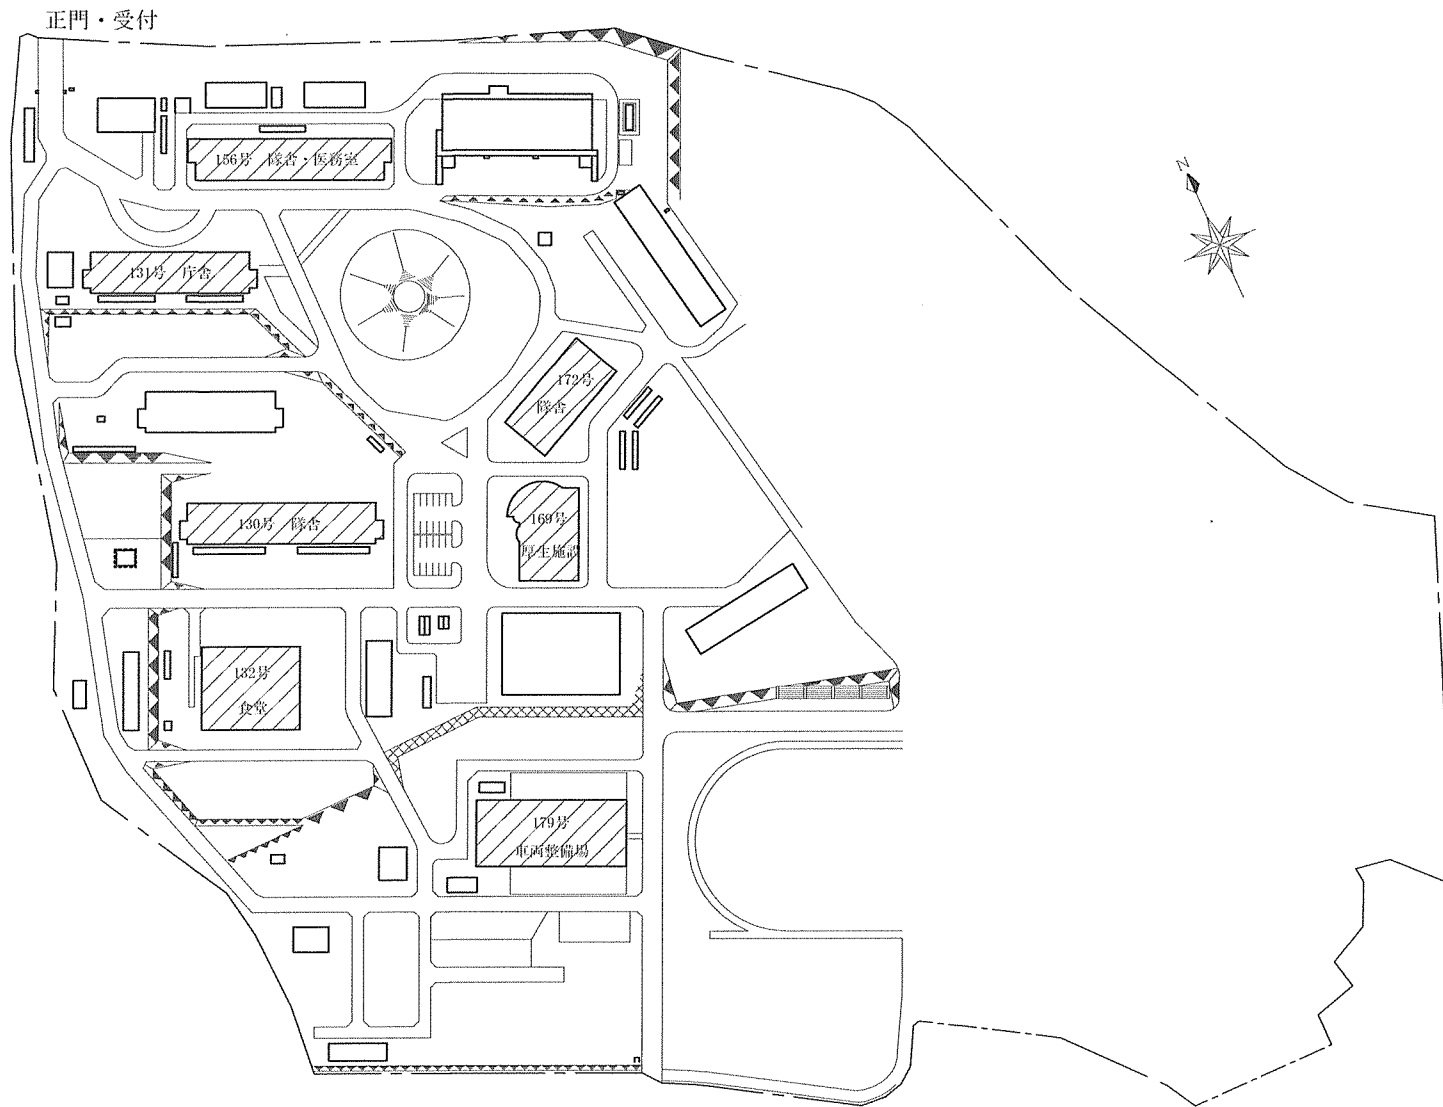 正門・受付
N
156号 隊舎・医務室
131号 庁舎
172号
隊舎
130号 隊舎
169号
厚生施設
132号
食堂
179号
車両整備場